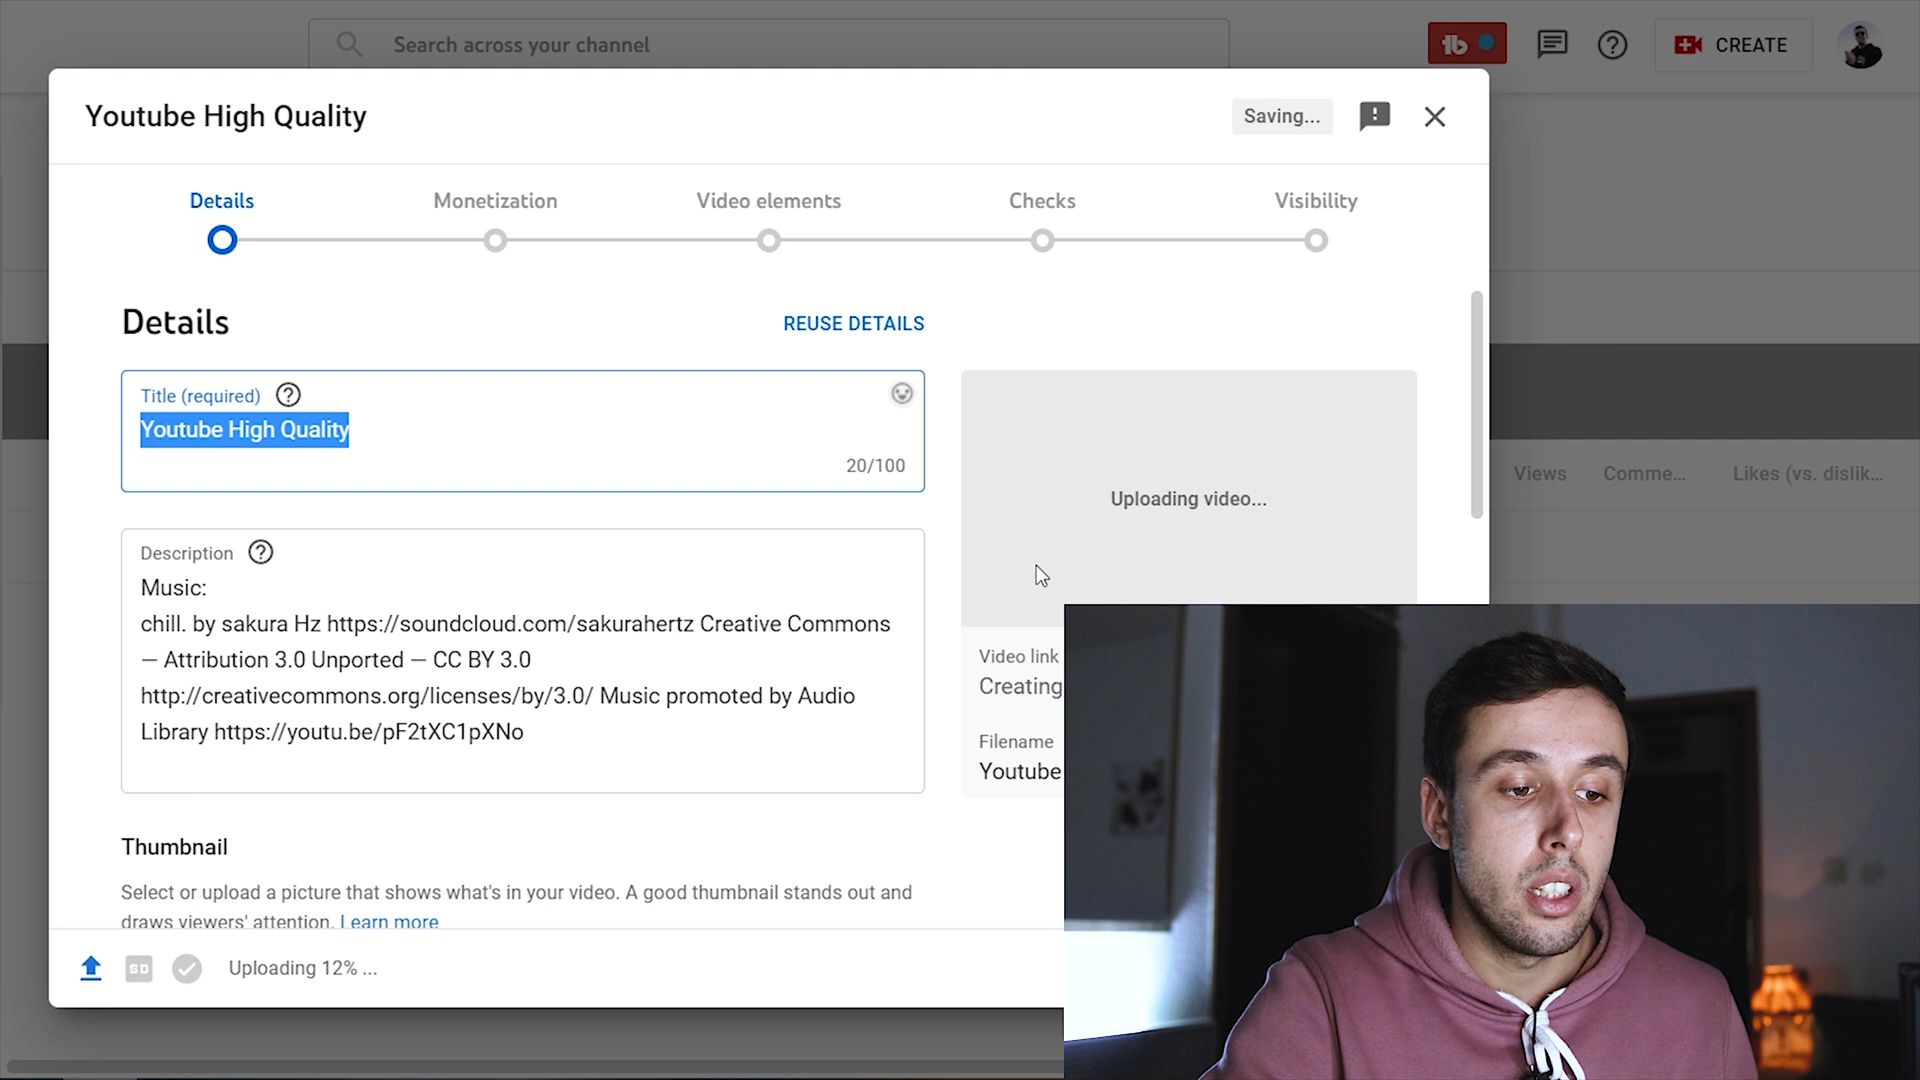 Search across your channel
CREATE
Youtube High Quality
Saving...
Details
Monetization
Video elements
Checks
Visibility
Details
REUSE DETAILS
Title (required)
Youtube High Quality
20/100
Uploading video...
Views
Comme...
Likes (vs. dislik...
Description
Music:
chill. by sakura Hz https://soundcloud.com/sakurahertz Creative Commons
— Attribution 3.0 Unported — CC BY 3.0
http://creativecommons.org/licenses/by/3.0/ Music promoted by Audio
Library https://youtu.be/pF2tXC1pXNo
Video link
Creating
Filename
Youtube
Thumbnail
Select or upload a picture that shows what's in your video. A good thumbnail stands out and
draws viewers' attention. Learn more
SD
Uploading 12% ...